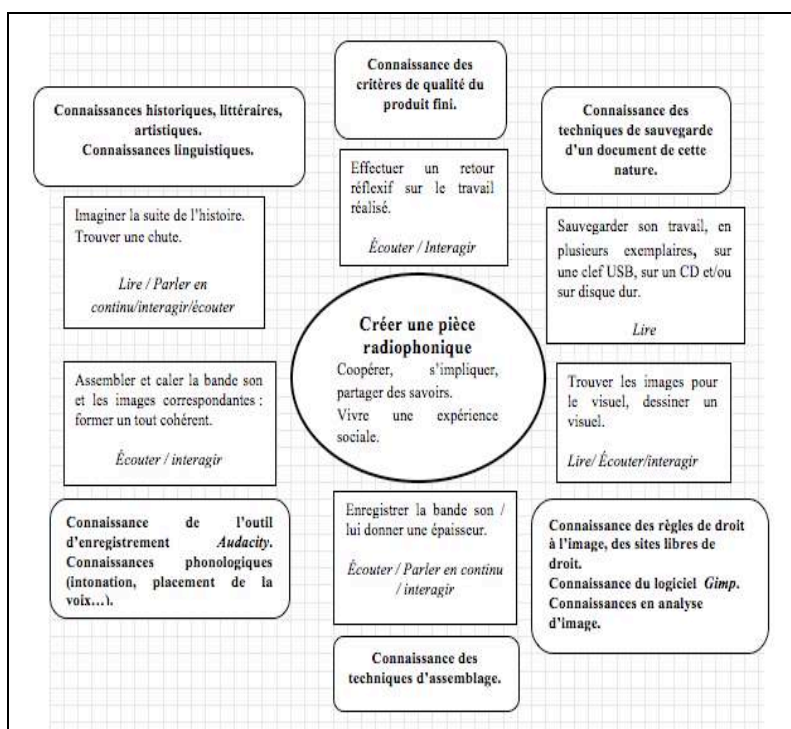 Connaissance des
critères de qualité du
produit fini.
Connaissances historiques, littéraires,
artistiques.
Connaissances linguistiques.
Connaissance des
techniques de sauvegarde
d'un document de cette
nature.
Effectuer un retour
réflexif sur le travail
réalisé.
Écouter / Interagir
Imaginer la suite de l'histoire.
Trouver une chute.
Lire / Parler en
continu/interagir/écouter
Sauvegarder son travail, en
plusieurs exemplaires, sur
une clef USB, sur un CD et/ou
sur disque dur.
Lire
Créer une pièce
radiophonique
Coopérer, s'impliquer,
partager des savoirs.
Vivre une expérience
sociale.
Assembler et caler la bande son
et les images correspondantes :
former un tout cohérent.
Écouter / interagir
Trouver les images pour
le visuel, dessiner un
visuel.
Lire/ Écouter/interagir
Enregistrer la bande son /
lui donner une épaisseur.
Écouter / Parler en continu
/ interagir
Connaissance de l'outil
d'enregistrement Audacity.
Connaissances phonologiques
(intonation, placement de la
voix...).
Connaissance des règles de droit
à l'image, des sites libres de
droit.
Connaissance du logiciel Gimp.
Connaissances en analyse
d'image.
Connaissance des
techniques d'assemblage.